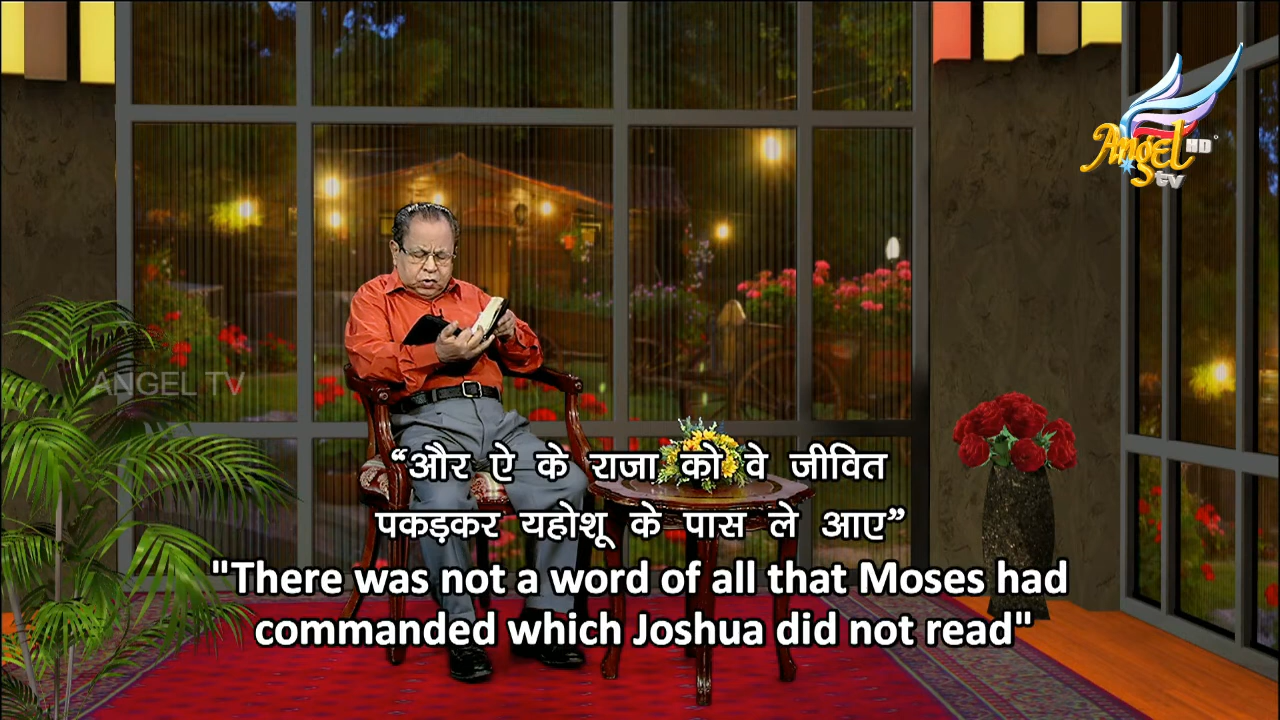 Angel HD
tv
ANGEL TV
“और ऐ के राजा को वे जीवित
पकड़कर यहोशू के पास ले आए”
"There was not a word of all that Moses had
commanded which Joshua did not read"